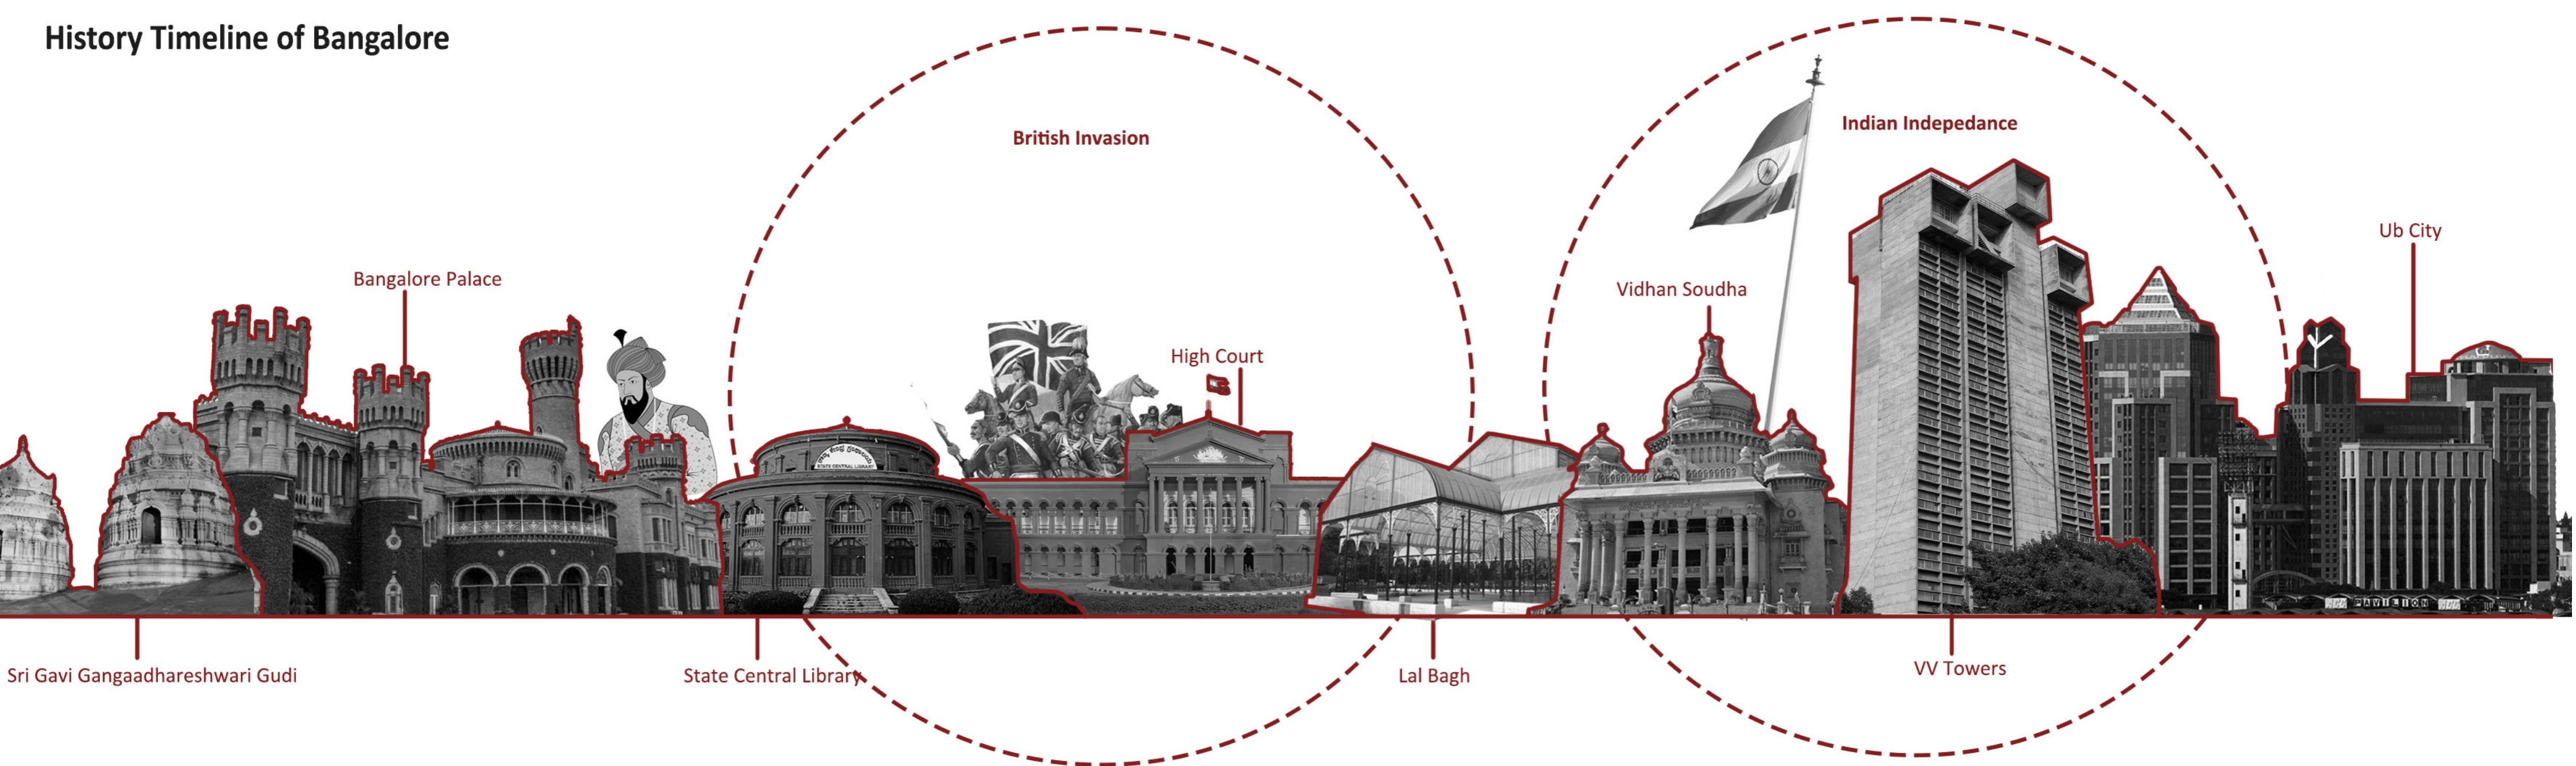 History Timeline of Bangalore
British Invasion
Indian Indepedance
Ub City
Bangalore Palace
Vidhan Soudha
High Court
STATE CENTRAL LIBRARY
PAVILION
Sri Gavi Gangaadhareshwari Gudi
State Central Library
Lal Bagh
VV Towers